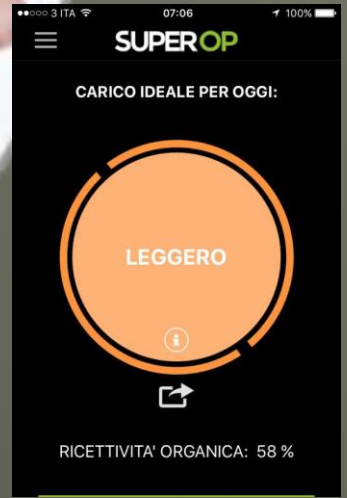 3 ITA 07:06 100%
SUPEROP
CARICO IDEALE PER OGGI:
LEGGERO
i
RICETTIVITA' ORGANICA: 58 %